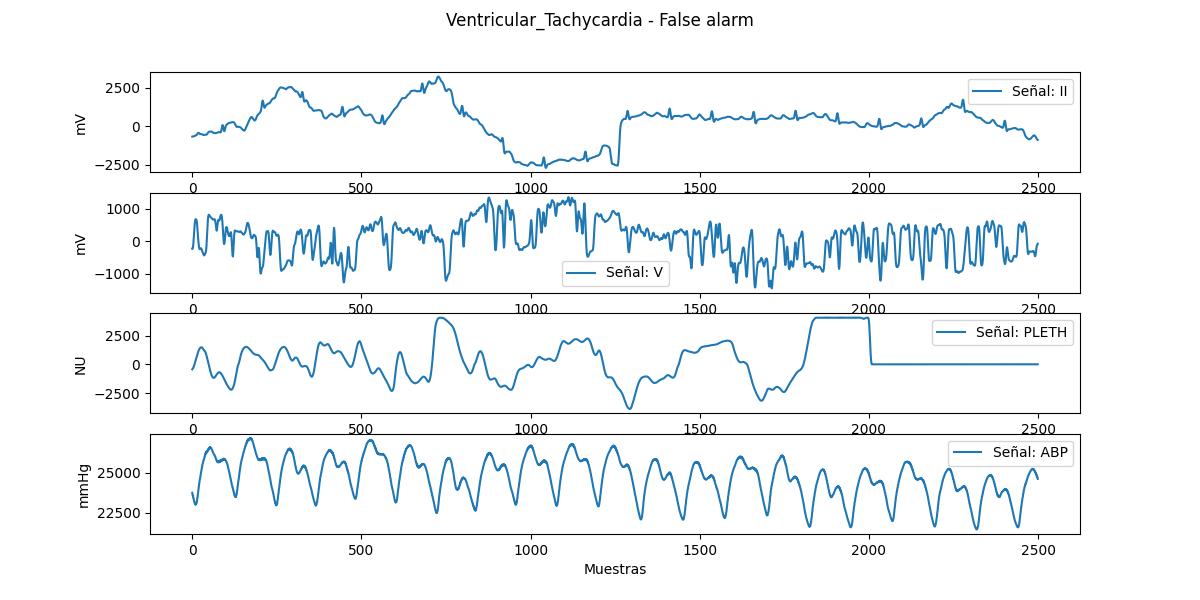 Ventricular_Tachycardia - False alarm
2500
0
−2500
mV
Señal: II
0 500 1000 1500 2000 2500
1000
0
−1000
mV
Señal: V
0 500 1000 1500 2000 2500
2500
0
−2500
NU
Señal: PLETH
0 500 1000 1500 2000 2500
25000
22500
mmHg
Señal: ABP
0 500 1000 1500 2000 2500
Muestras